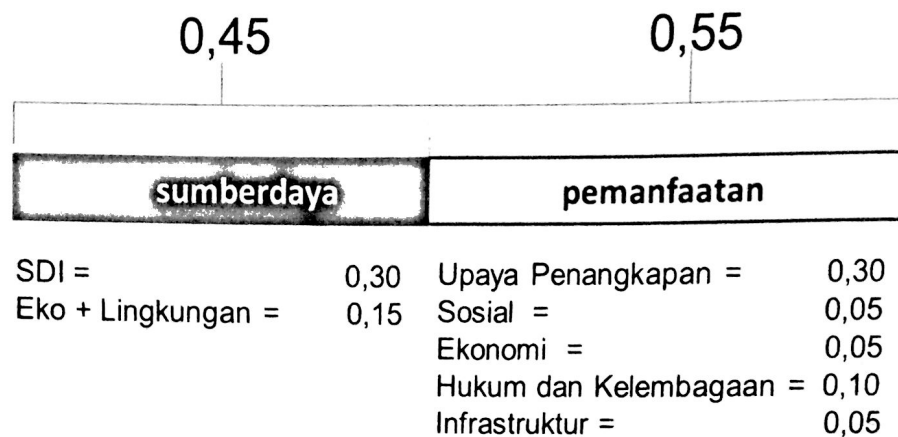 0,45 0,55
sumberdaya pemanfaatan
SDI = 0,30
Eko + Lingkungan = 0,15
Upaya Penangkapan = 0,30
Sosial = 0,05
Ekonomi = 0,05
Hukum dan Kelembagaan = 0,10
Infrastruktur = 0,05